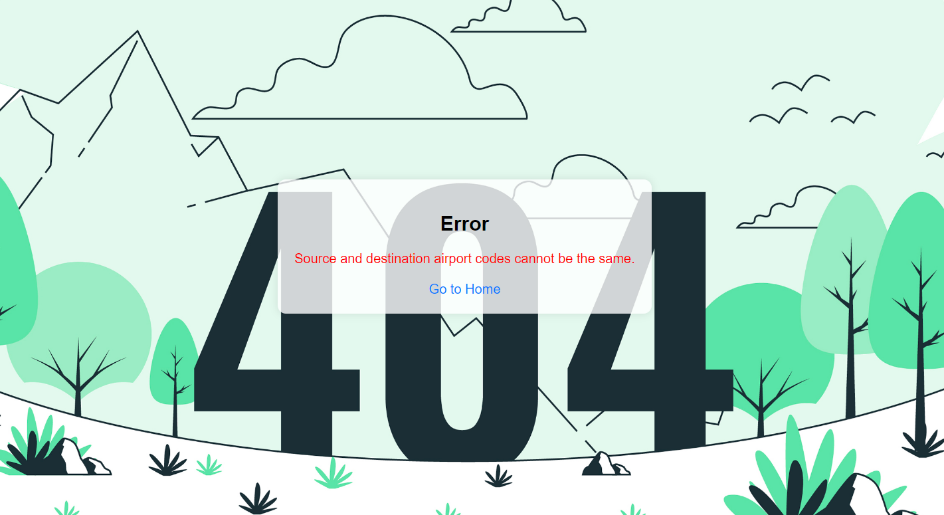 404
Error
Source and destination airport codes cannot be the same.
Go to Home